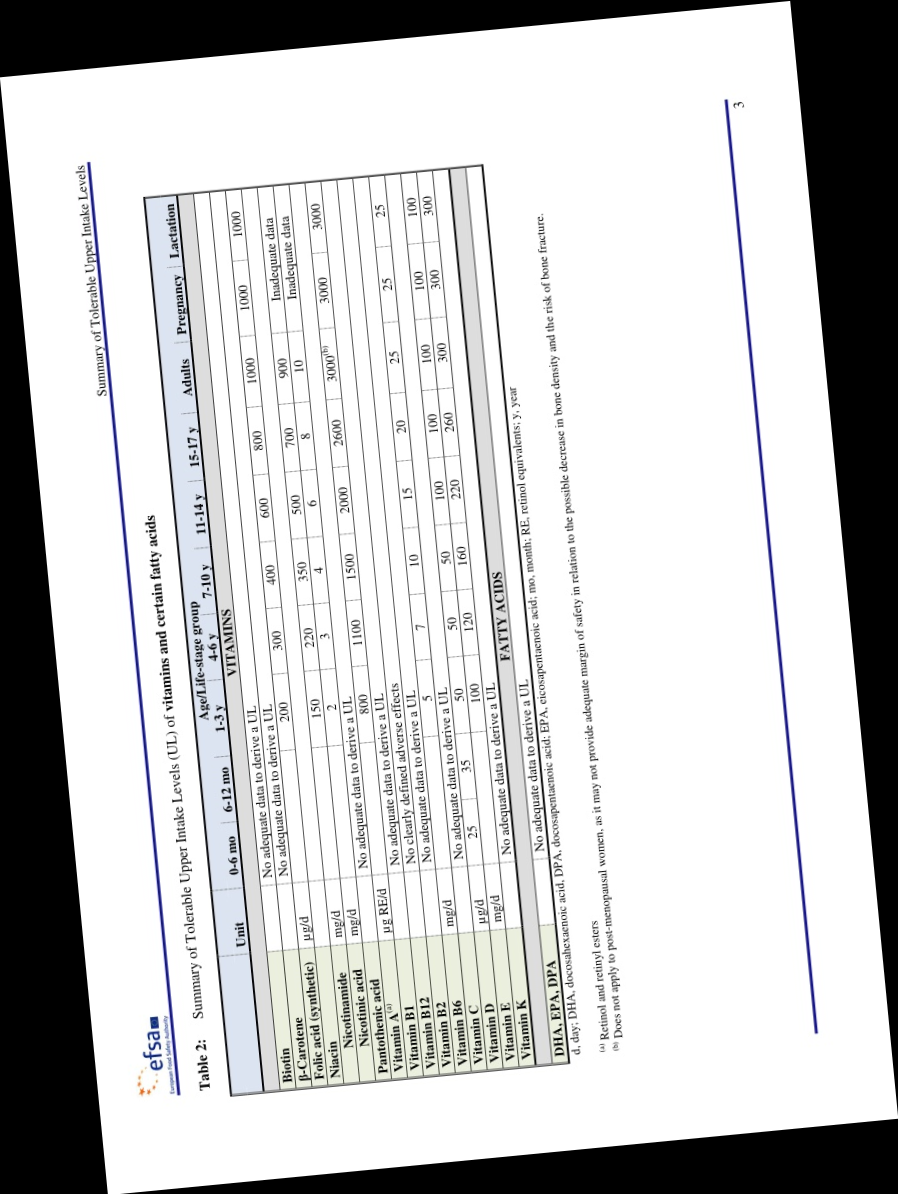 efsa
European Food Safety Authority
Summary of Tolerable Upper Intake Levels
Table 2: Summary of Tolerable Upper Intake Levels (UL) of vitamins and certain fatty acids
Age/Life-stage group
Unit 0-6 mo 6-12 mo 1-3 y 4-6 y 7-10 y 11-14 y 15-17 y Adults Pregnancy Lactation
VITAMINS
Biotin No adequate data to derive a UL
β-Carotene No adequate data to derive a UL
Folic acid (synthetic) µg/d 200 300 400 600 800 1000 1000 1000
Niacin
Nicotinamide mg/d 150 220 350 500 700 900 Inadequate data
Nicotinic acid mg/d 2 3 4 6 8 10 Inadequate data
Pantothenic acid No adequate data to derive a UL
Vitamin A(a) µg RE/d 800 1100 1500 2000 2600 3000(b) 3000 3000
Vitamin B1 No adequate data to derive a UL
Vitamin B12 No clearly defined adverse effects
Vitamin B2 No adequate data to derive a UL
Vitamin B6 mg/d 5 7 10 15 20 25 25 25
Vitamin C No adequate data to derive a UL
Vitamin D µg/d 25 35 50 50 50 100 100 100 100 100
Vitamin E mg/d 100 120 160 220 260 300 300 300
Vitamin K No adequate data to derive a UL
FATTY ACIDS
DHA, EPA, DPA No adequate data to derive a UL
d, day; DHA, docosahexaenoic acid, DPA, docosapentaenoic acid; EPA, eicosapentaenoic acid; mo, month; RE, retinol equivalents; y, year
(a) Retinol and retinyl esters
(b) Does not apply to post-menopausal women, as it may not provide adequate margin of safety in relation to the possible decrease in bone density and the risk of bone fracture.
3